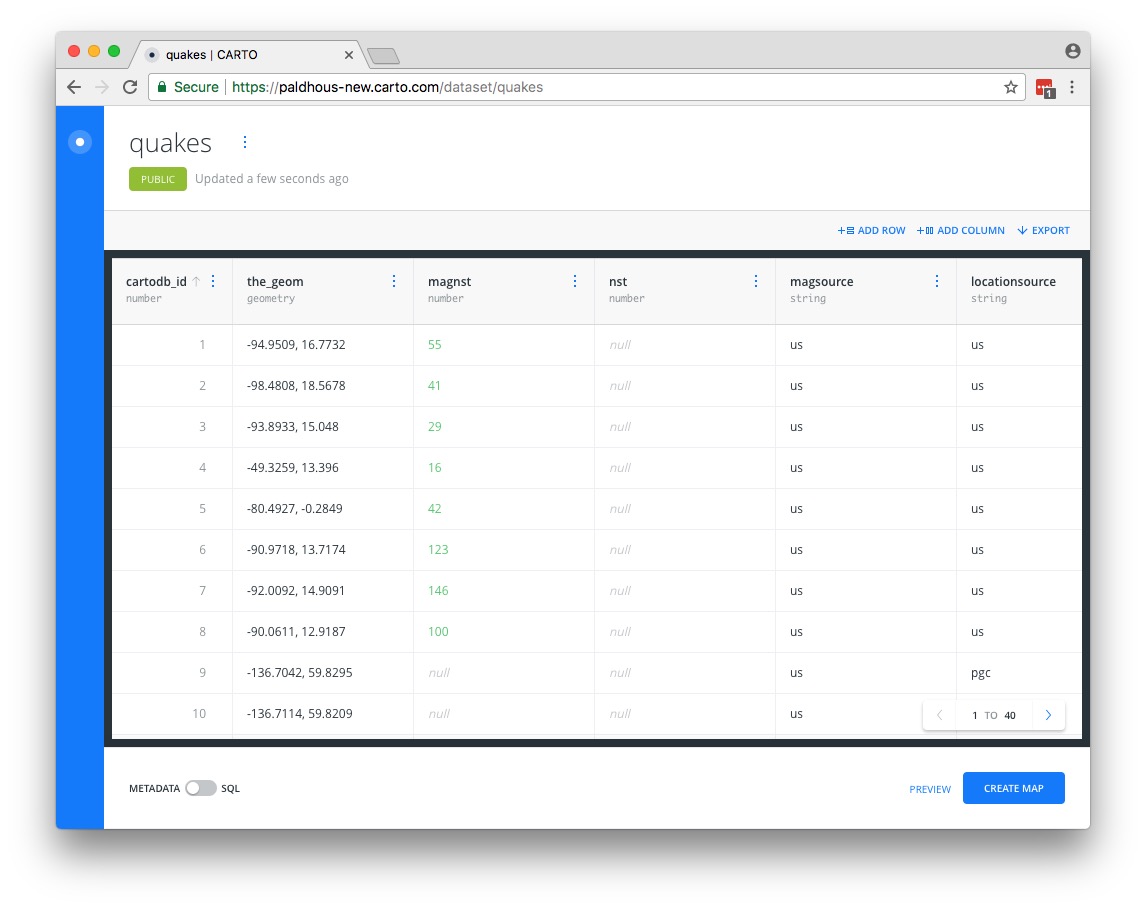 quakes | CARTO
Secure https://paldhous-new.carto.com/dataset/quakes
1
quakes
PUBLIC Updated a few seconds ago
ADD ROW ADD COLUMN EXPORT
cartodb_id the_geom magnst nst magsource locationsource
number geometry number number string string
1 -94.9509, 16.7732 55 null us us
2 -98.4808, 18.5678 41 null us us
3 -93.8933, 15.048 29 null us us
4 -49.3259, 13.396 16 null us us
5 -80.4927, -0.2849 42 null us us
6 -90.9718, 13.7174 123 null us us
7 -92.0092, 14.9091 146 null us us
8 -90.0611, 12.9187 100 null us us
9 -136.7042, 59.8295 null null us pgc
10 -136.7114, 59.8209 null null us
1 TO 40
METADATA SQL PREVIEW CREATE MAP